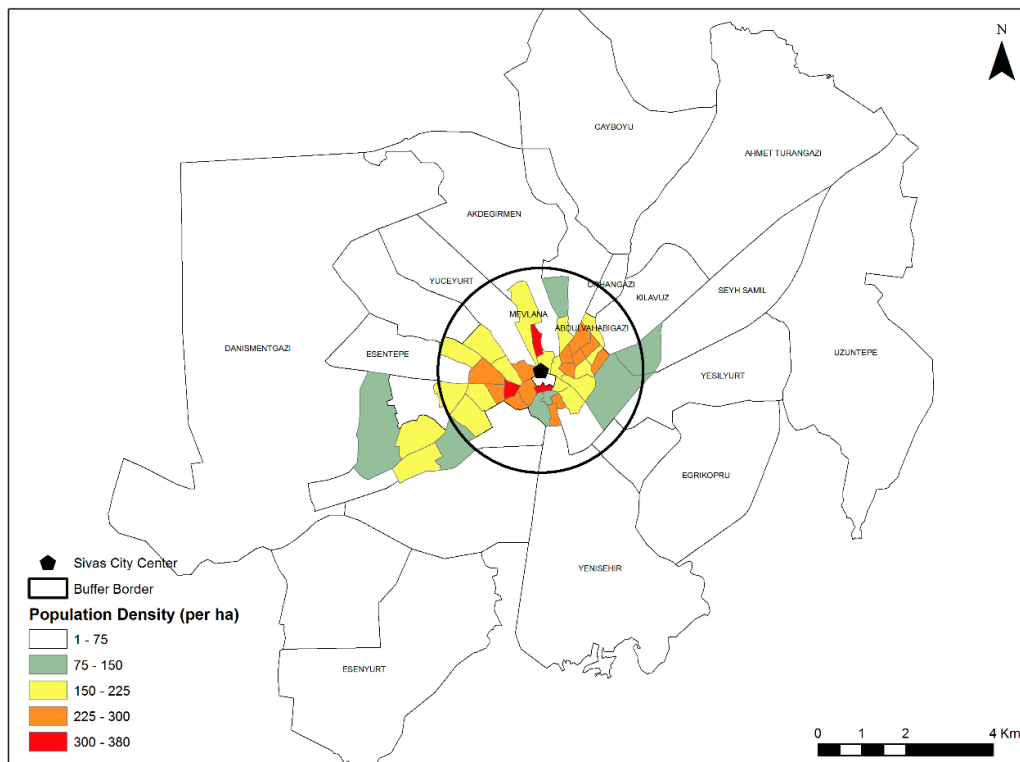 N
CAYBOYU
AHMET TURANGAZI
AKDEGIRMEN
YUCEYURT
ORHANGAZI
KILAVUZ
SEYH SAMIL
MEVLANA
ABDULVAHABIGAZI
DANISMENTGAZI
ESENTEPE
UZUNTEPE
YESILYURT
EGRIKOPRU
YENISEHIR
ESENYURT
Sivas City Center
Buffer Border
Population Density (per ha)
1 - 75
75 - 150
150 - 225
225 - 300
300 - 380
0 1 2 4 Km